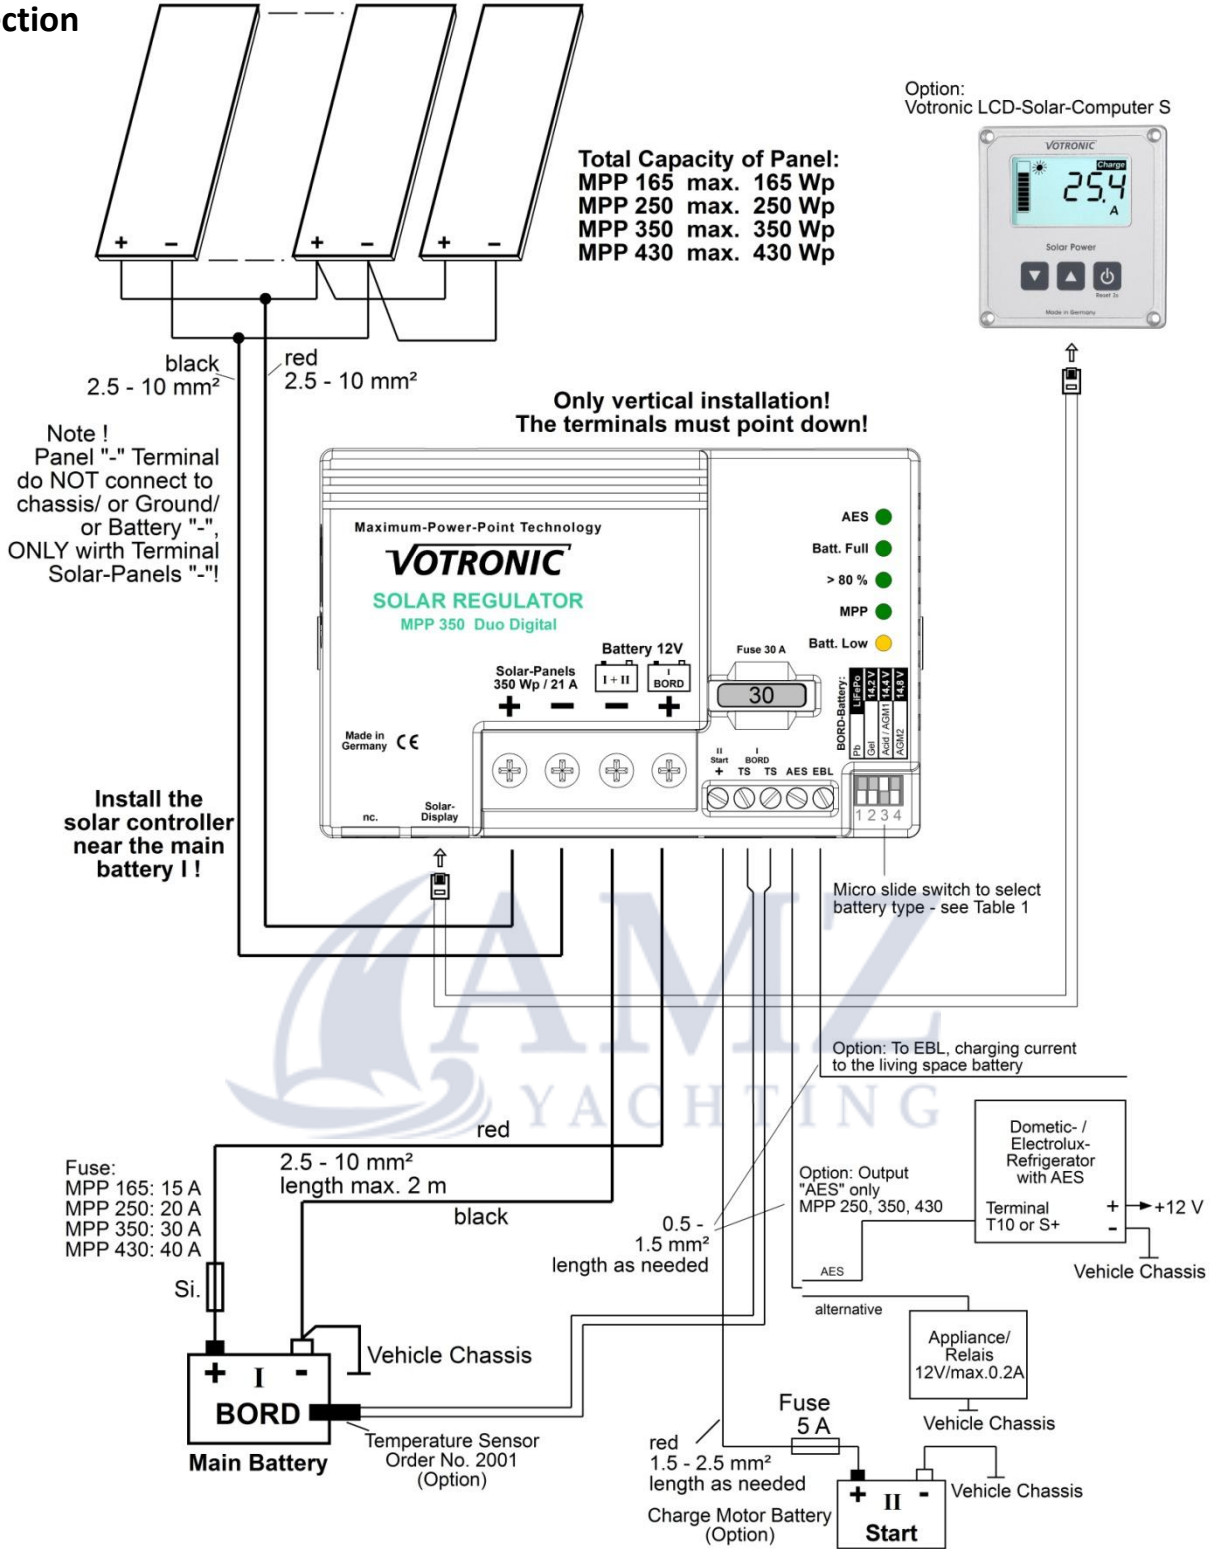 ction
+ -
+ -
+ -
Total Capacity of Panel:
MPP 165 max. 165 Wp
MPP 250 max. 250 Wp
MPP 350 max. 350 Wp
MPP 430 max. 430 Wp
Option:
Votronic LCD-Solar-Computer S
VOTRONIC
Charge
25.4
A
Solar Power
Reset 3s
Made in Germany
black
2.5 - 10 mm²
red
2.5 - 10 mm²
Note !
Panel "-" Terminal
do NOT connect to
chassis/ or Ground/
or Battery "-",
ONLY wirth Terminal
Solar-Panels "-"!
Only vertical installation!
The terminals must point down!
Maximum-Power-Point Technology
VOTRONIC
SOLAR REGULATOR
MPP 350 Duo Digital
AES
Batt. Full
> 80 %
MPP
Batt. Low
Battery 12V
Solar-Panels
350 Wp / 21 A
I + II
I
BORD
+ - - +
Fuse 30 A
30
BORD-Battery:
LiFePo
14,2 V
14,4 V
14,8 V
Pb
Gel
Acid / AGM1
AGM2
Made in
Germany CE
II
Start
+
I
BORD
TS TS AES EBL
1 2 3 4
nc.
Solar-
Display
Install the
solar controller
near the main
battery I !
Micro slide switch to select
battery type - see Table 1
AMZ
YACHTING
Option: To EBL, charging current
to the living space battery
red
2.5 - 10 mm²
length max. 2 m
black
Fuse:
MPP 165: 15 A
MPP 250: 20 A
MPP 350: 30 A
MPP 430: 40 A
Si.
0.5 -
1.5 mm²
length as needed
Option: Output
"AES" only
MPP 250, 350, 430
Dometic- /
Electrolux-
Refrigerator
with AES
Terminal
T10 or S+
+
-
+12 V
Vehicle Chassis
AES
alternative
Appliance/
Relais
12V/max.0.2A
Vehicle Chassis
+ I -
BORD
Main Battery
Vehicle Chassis
Temperature Sensor
Order No. 2001
(Option)
Fuse
5 A
red
1.5 - 2.5 mm²
length as needed
Charge Motor Battery
(Option)
+ II -
Start
Vehicle Chassis